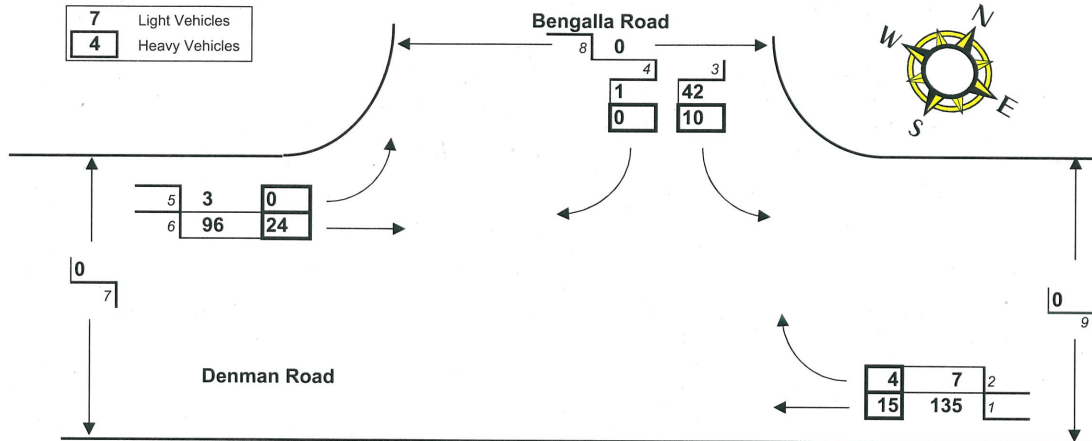 7 Light Vehicles
4 Heavy Vehicles
Bengalla Road
8 0
4 3
1 42
0 10
N
W
E
S
5 3 0
6 96 24
0
7
0
9
Denman Road
4 7 2
15 135 1